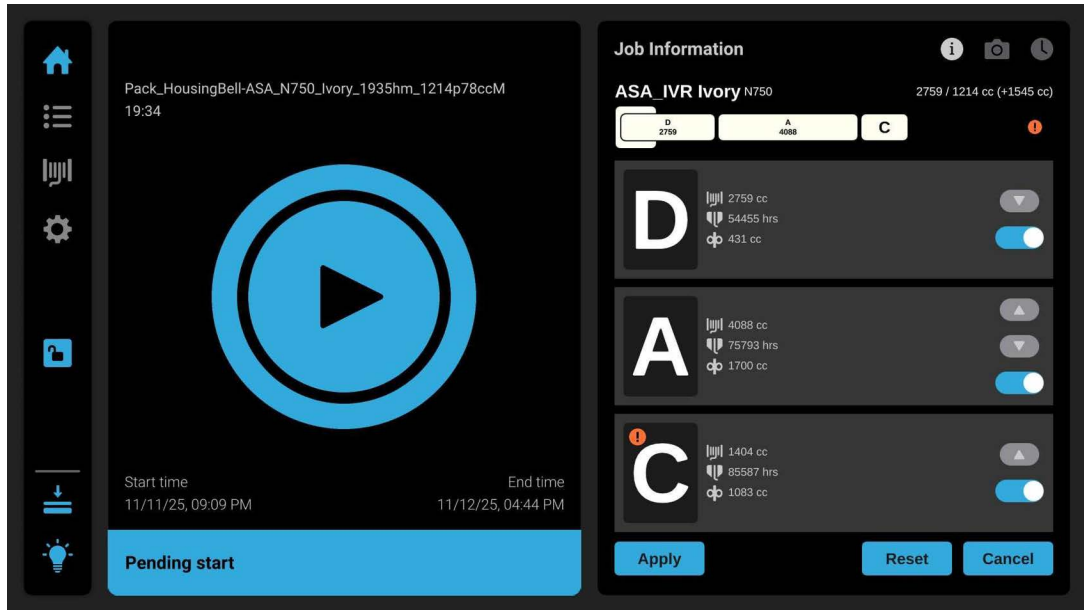 Pack_HousingBell-ASA_N750_Ivory_1935hm_1214p78ccM
19:34
Start time
End time
11/11/25, 09:09 PM
11/12/25, 04:44 PM
Pending start
Job Information
i
ASA_IVR Ivory N750
2759 / 1214 cc (+1545 cc)
D
2759
A
4088
C
!
D
2759 cc
54455 hrs
431 cc
A
4088 cc
75793 hrs
1700 cc
!
C
1404 cc
85587 hrs
1083 cc
Apply
Reset
Cancel